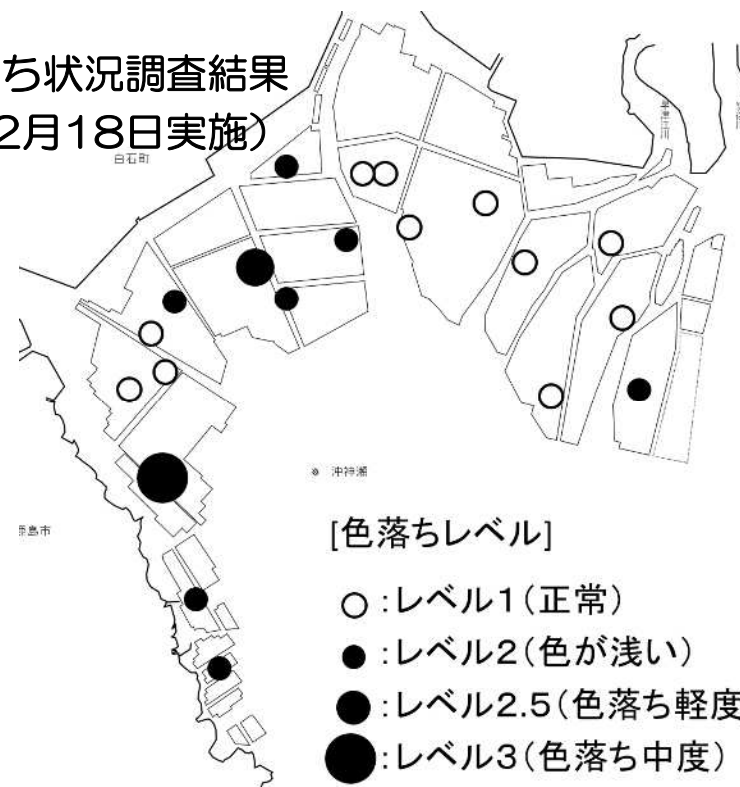 ち状況調査結果
2月18日実施）
白石町
沖神瀬
島市
[色落ちレベル]
:レベル1（正常）
:レベル2（色が浅い）
:レベル2.5（色落ち軽度
:レベル3（色落ち中度）